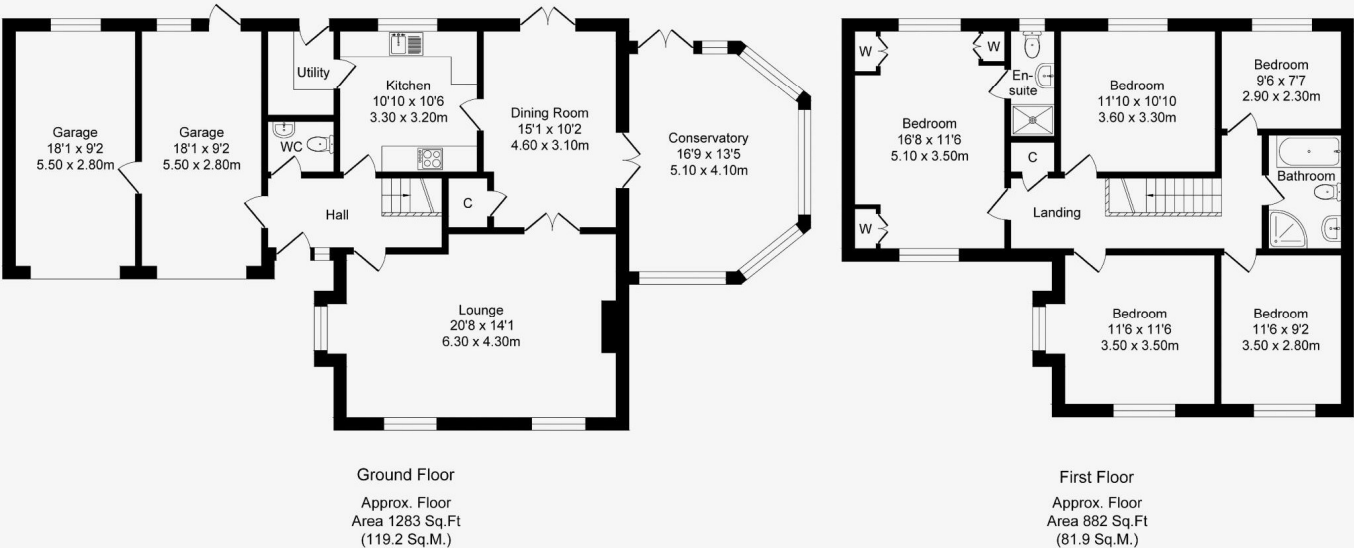 Garage
18'1 x 9'2
5.50 x 2.80m
Garage
18'1 x 9'2
5.50 x 2.80m
Utility
WC
Kitchen
10'10 x 10'6
3.30 x 3.20m
Hall
C
Dining Room
15'1 x 10'2
4.60 x 3.10m
Conservatory
16'9 x 13'5
5.10 x 4.10m
Lounge
20'8 x 14'1
6.30 x 4.30m
Ground Floor
Approx. Floor
Area 1283 Sq.Ft
(119.2 Sq.M.)
W
W
W
Bedroom
16'8 x 11'6
5.10 x 3.50m
En-
suite
C
Bedroom
11'10 x 10'10
3.60 x 3.30m
Bedroom
9'6 x 7'7
2.90 x 2.30m
Bathroom
Landing
Bedroom
11'6 x 11'6
3.50 x 3.50m
Bedroom
11'6 x 9'2
3.50 x 2.80m
First Floor
Approx. Floor
Area 882 Sq.Ft
(81.9 Sq.M.)